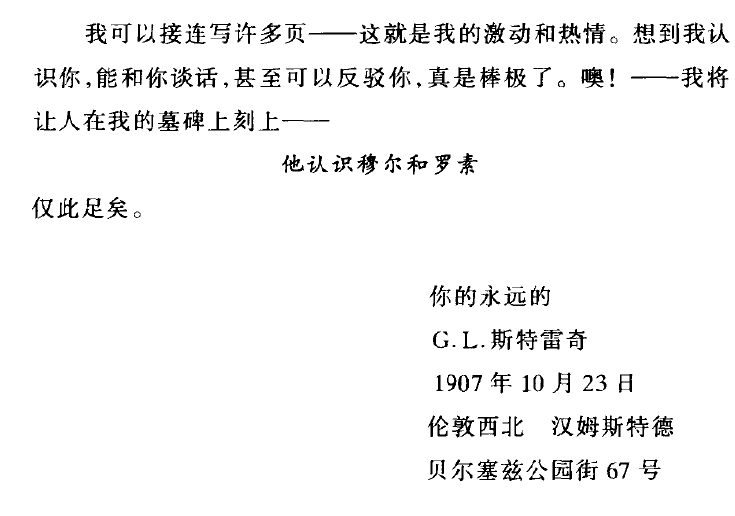 我可以接连写许多页——这就是我的激动和热情。想到我认
识你,能和你谈话,甚至可以反驳你,真是棒极了。噢!——我将
让人在我的墓碑上刻上——
他认识穆尔和罗素
仅此足矣。
你的永远的
G.L.斯特雷奇
1907年10月23日
伦敦西北 汉姆斯特德
贝尔塞兹公园街67号